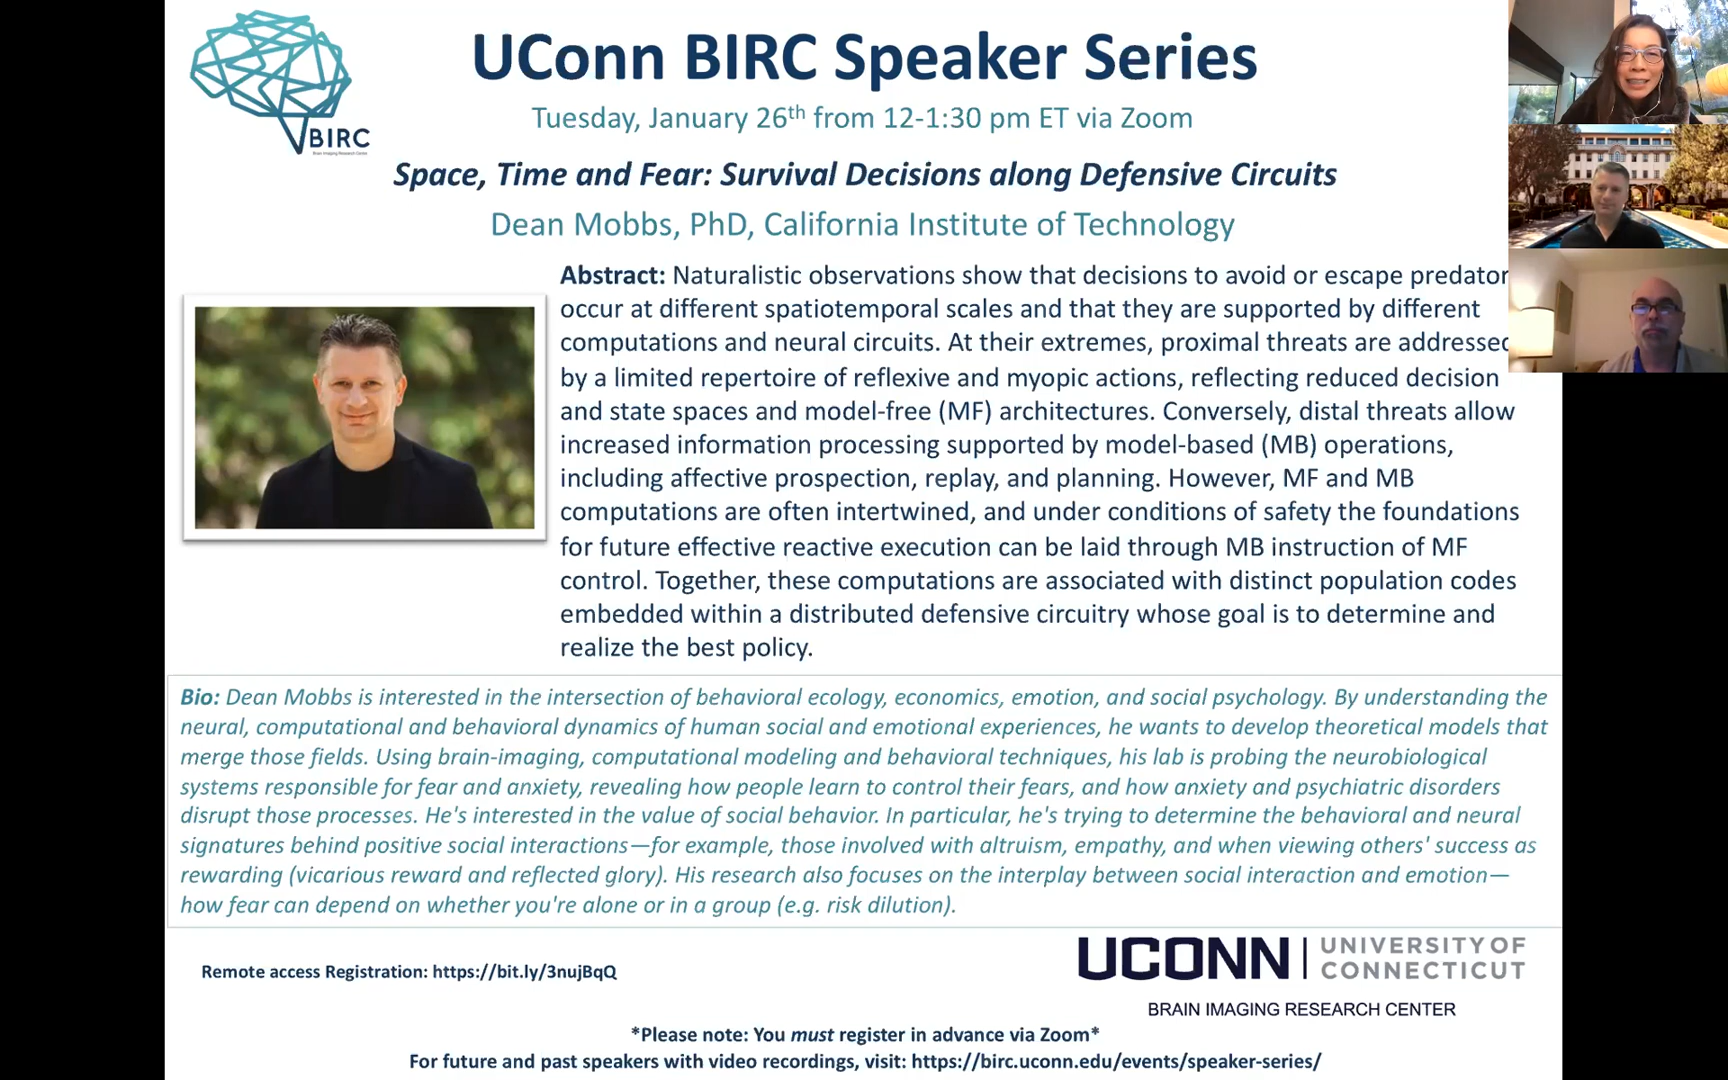 UConn BIRC Speaker Series
BIRC
Tuesday, January 26th from 12-1:30 pm ET via Zoom
Space, Time and Fear: Survival Decisions along Defensive Circuits
Dean Mobbs, PhD, California Institute of Technology
Abstract: Naturalistic observations show that decisions to avoid or escape predator
occur at different spatiotemporal scales and that they are supported by different
computations and neural circuits. At their extremes, proximal threats are addressed
by a limited repertoire of reflexive and myopic actions, reflecting reduced decision
and state spaces and model-free (MF) architectures. Conversely, distal threats allow
increased information processing supported by model-based (MB) operations,
including affective prospection, replay, and planning. However, MF and MB
computations are often intertwined, and under conditions of safety the foundations
for future effective reactive execution can be laid through MB instruction of MF
control. Together, these computations are associated with distinct population codes
embedded within a distributed defensive circuitry whose goal is to determine and
realize the best policy.
Bio: Dean Mobbs is interested in the intersection of behavioral ecology, economics, emotion, and social psychology. By understanding the
neural, computational and behavioral dynamics of human social and emotional experiences, he wants to develop theoretical models that
merge those fields. Using brain-imaging, computational modeling and behavioral techniques, his lab is probing the neurobiological
systems responsible for fear and anxiety, revealing how people learn to control their fears, and how anxiety and psychiatric disorders
disrupt those processes. He's interested in the value of social behavior. In particular, he's trying to determine the behavioral and neural
signatures behind positive social interactions—for example, those involved with altruism, empathy, and when viewing others' success as
rewarding (vicarious reward and reflected glory). His research also focuses on the interplay between social interaction and emotion—
how fear can depend on whether you're alone or in a group (e.g. risk dilution).
Remote access Registration: https://bit.ly/3nujBqQ
UCONN | UNIVERSITY OF
CONNECTICUT
BRAIN IMAGING RESEARCH CENTER
*Please note: You must register in advance via Zoom*
For future and past speakers with video recordings, visit: https://birc.uconn.edu/events/speaker-series/